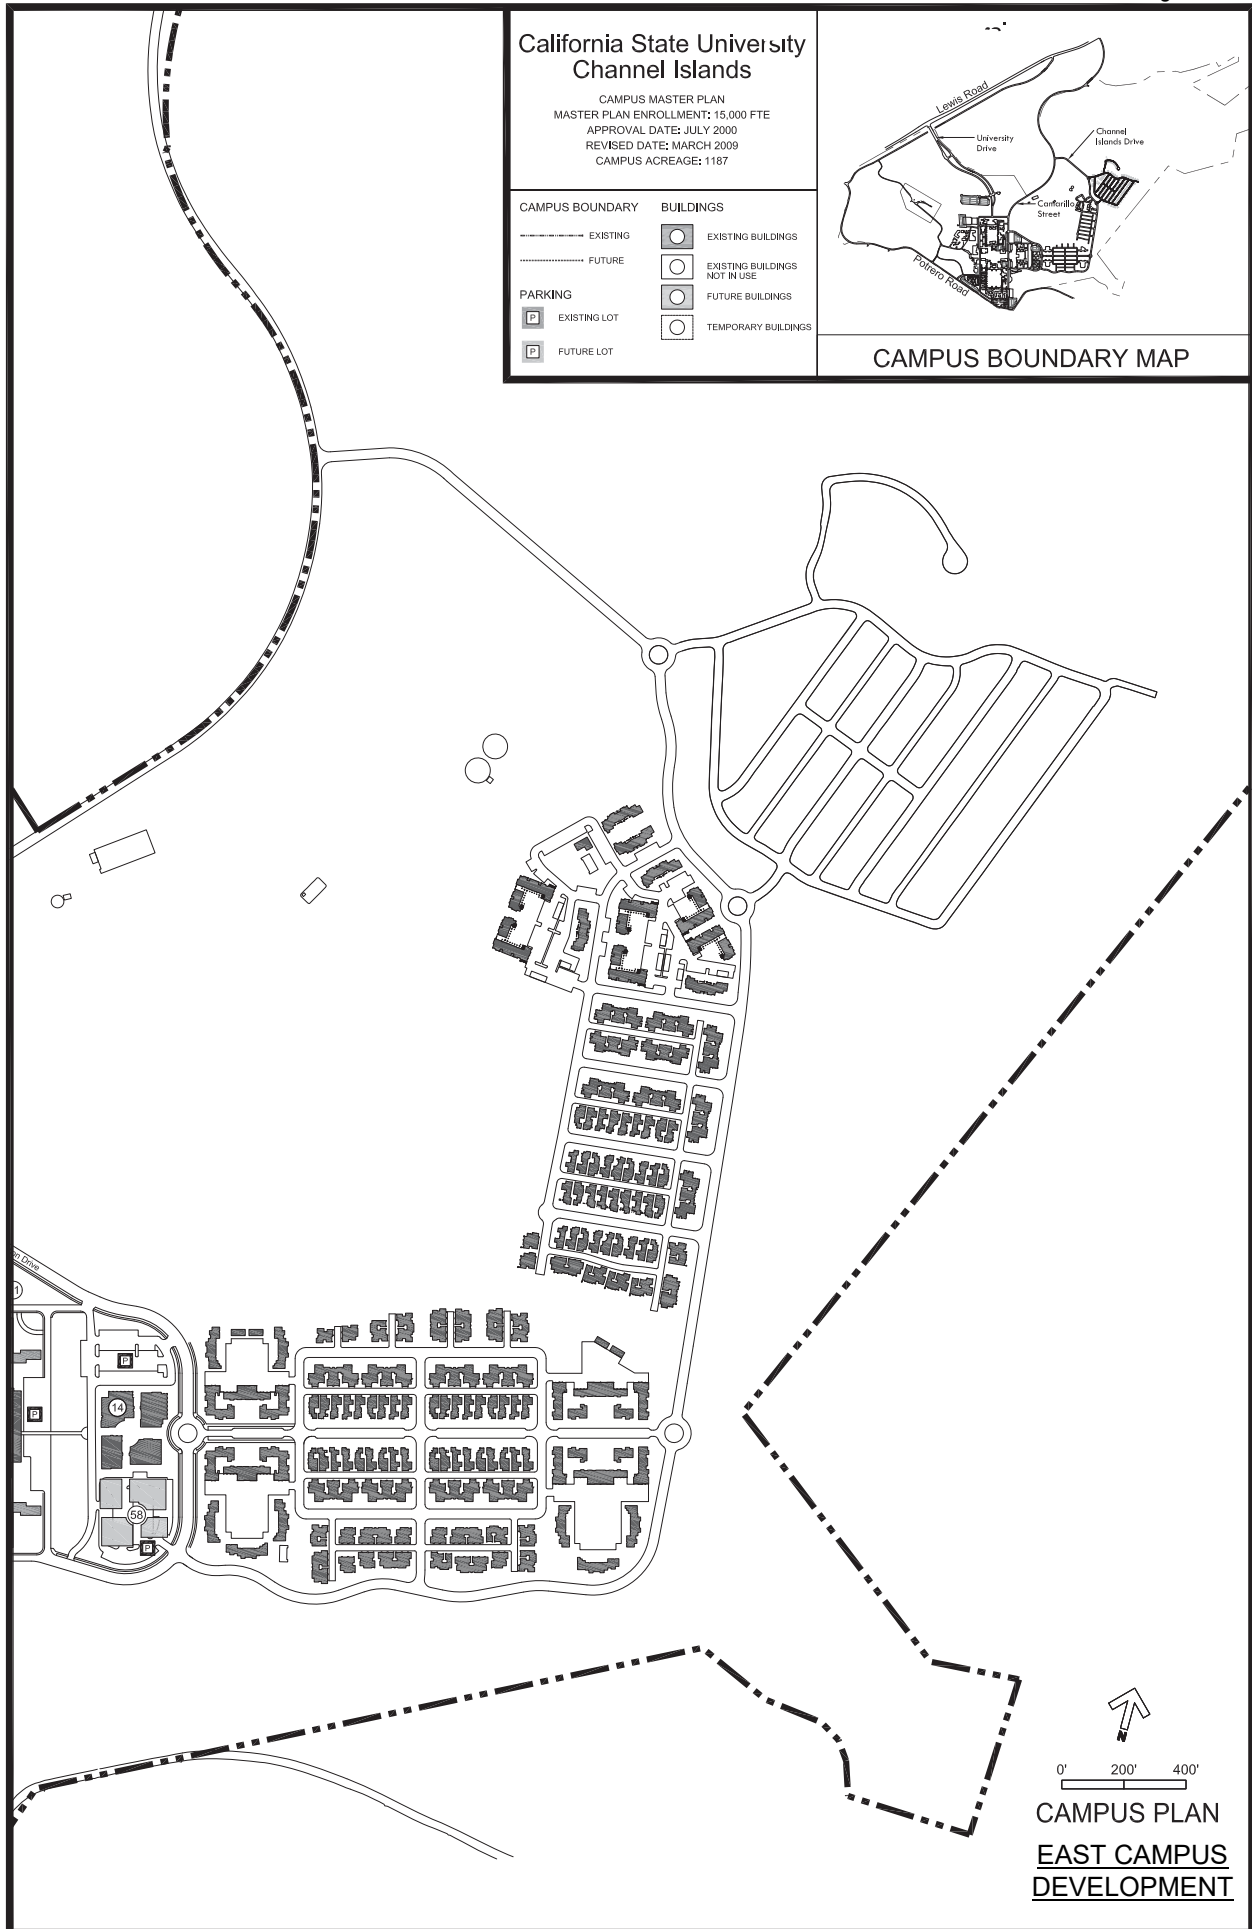 California State University
Channel Islands
CAMPUS MASTER PLAN
MASTER PLAN ENROLLMENT: 15,000 FTE
APPROVAL DATE: JULY 2000
REVISED DATE: MARCH 2009
CAMPUS ACREAGE: 1187
CAMPUS BOUNDARY
EXISTING
FUTURE
PARKING
P EXISTING LOT
P FUTURE LOT
BUILDINGS
EXISTING BUILDINGS
EXISTING BUILDINGS
NOT IN USE
FUTURE BUILDINGS
TEMPORARY BUILDINGS
Lewis Road
University
Drive
Channel
Islands Drive
Camarillo
Street
Potrero Road
CAMPUS BOUNDARY MAP
on Drive
1
P
P
14
58
P
N
0' 200' 400'
CAMPUS PLAN
EAST CAMPUS
DEVELOPMENT